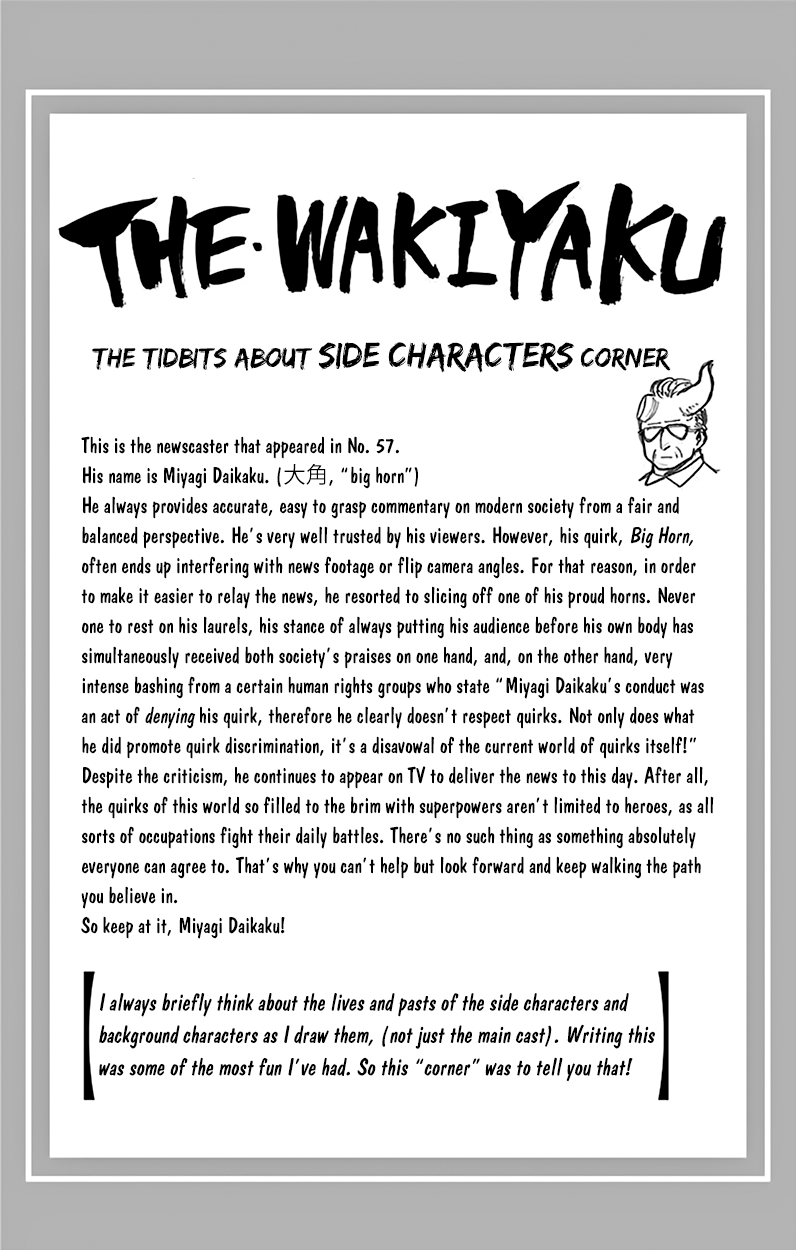 THE·WAKIYAKU
THE TIDBITS ABOUT SIDE CHARACTERS CORNER
This is the newscaster that appeared in No. 57.
His name is Miyagi Daikaku. (大角, “big horn”)
He always provides accurate, easy to grasp commentary on modern society from a fair and
balanced perspective. He’s very well trusted by his viewers. However, his quirk, Big Horn,
often ends up interfering with news footage or flip camera angles. For that reason, in order
to make it easier to relay the news, he resorted to slicing off one of his proud horns. Never
one to rest on his laurels, his stance of always putting his audience before his own body has
simultaneously received both society’s praises on one hand, and, on the other hand, very
intense bashing from a certain human rights groups who state “Miyagi Daikaku’s conduct was
an act of denying his quirk, therefore he clearly doesn’t respect quirks. Not only does what
he did promote quirk discrimination, it’s a disavowal of the current world of quirks itself!”
Despite the criticism, he continues to appear on TV to deliver the news to this day. After all,
the quirks of this world so filled to the brim with superpowers aren’t limited to heroes, as all
sorts of occupations fight their daily battles. There’s no such thing as something absolutely
everyone can agree to. That’s why you can’t help but look forward and keep walking the path
you believe in.
So keep at it, Miyagi Daikaku!
I always briefly think about the lives and pasts of the side characters and
background characters as I draw them, (not just the main cast). Writing this
was some of the most fun I’ve had. So this “corner” was to tell you that!